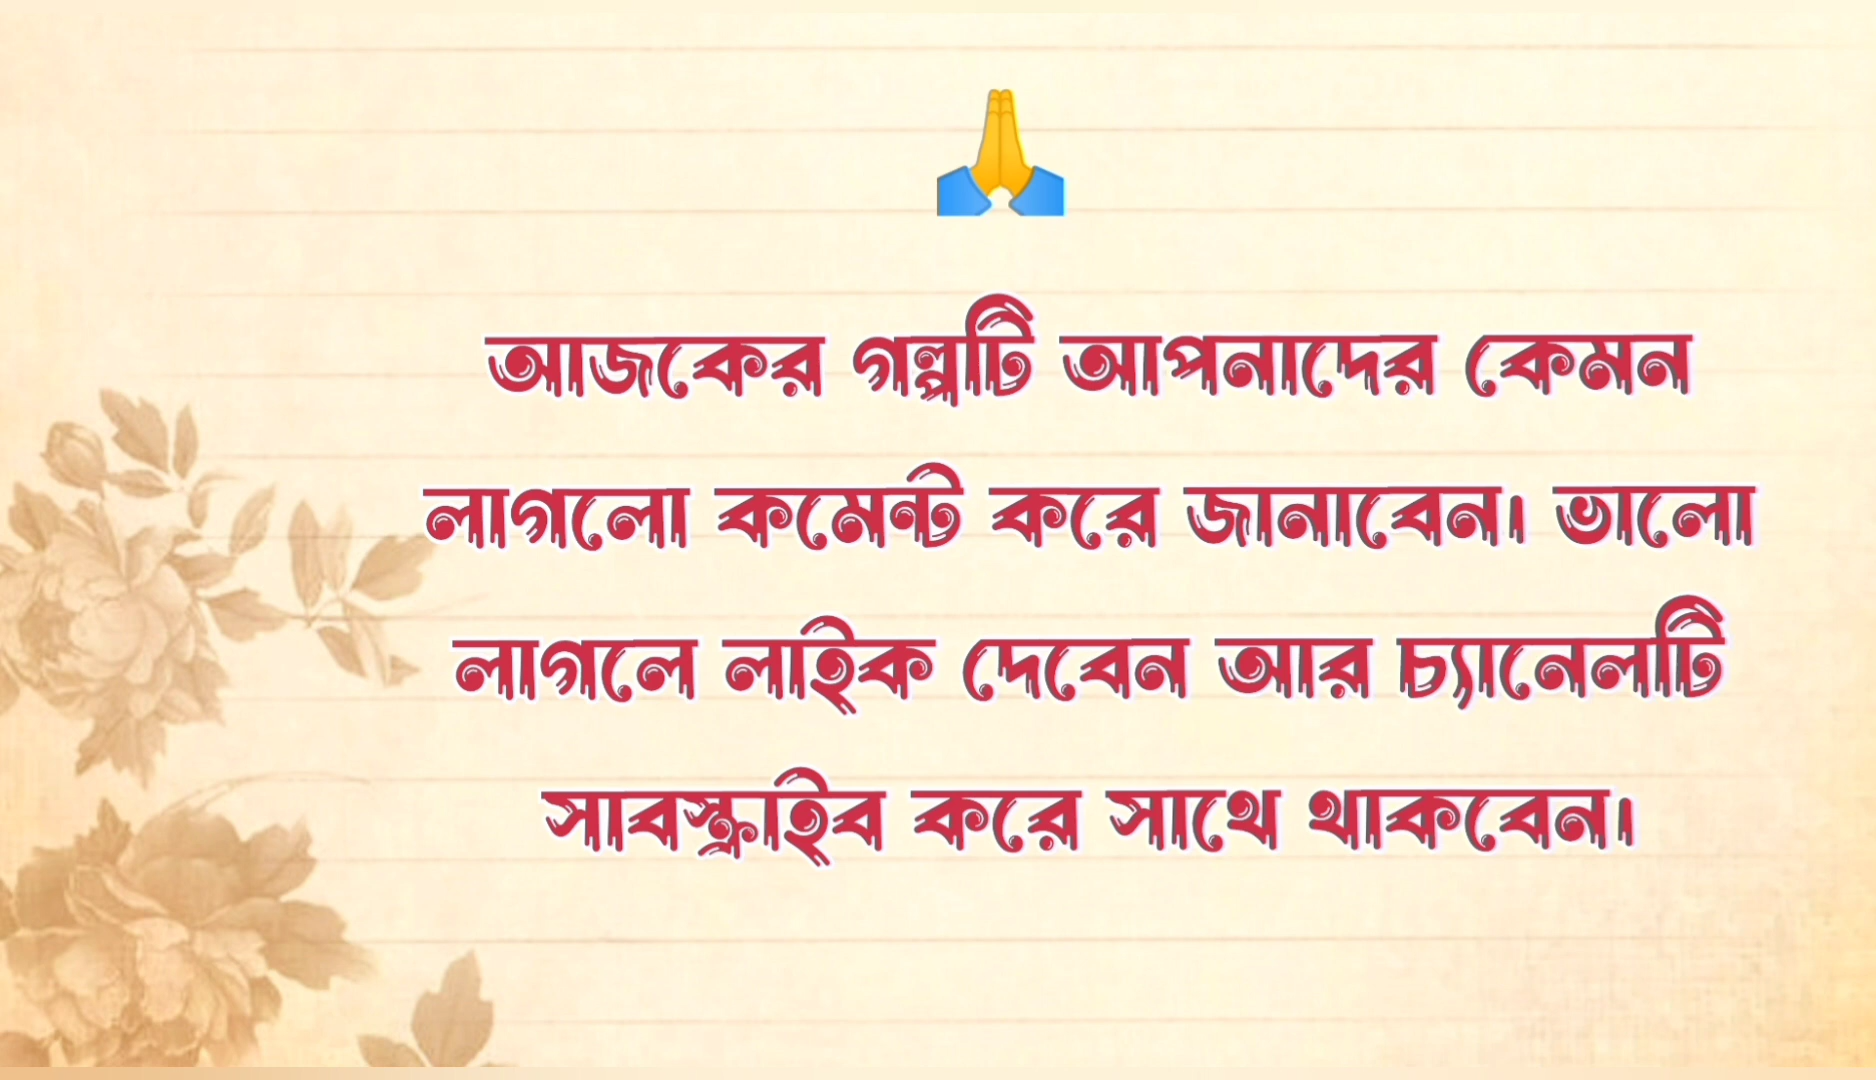 আজকের গল্পটি আপনাদের কেমন
লাগলো কমেন্ট করে জানাবেন। ভালো
লাগলে লাইক দেবেন আর চ্যানেলটি
সাবস্ক্রাইব করে সাথে থাকবেন।